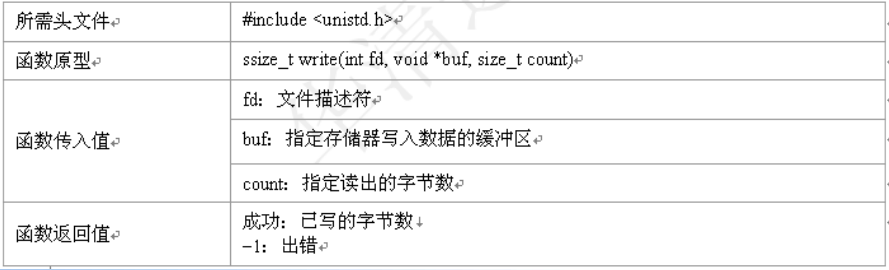 所需头文件
#include <unistd.h>
函数原型
ssize_t write(int fd, void *buf, size_t count)
函数传入值
fd：文件描述符
buf：指定存储器写入数据的缓冲区
count：指定读出的字节数
函数返回值
成功：已写的字节数
−1：出错